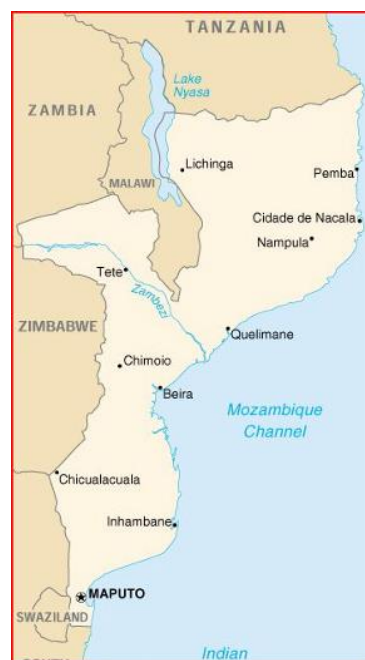 TANZANIA
Lake
Nyasa
ZAMBIA
Lichinga
Pemba
MALAWI
Cidade de Nacala
Nampula
Tete
Zambezi
ZIMBABWE
Quelimane
Chimoio
Beira
Mozambique
Channel
Chicualacuala
Inhambane
MAPUTO
SWAZILAND
Indian
SOUTH